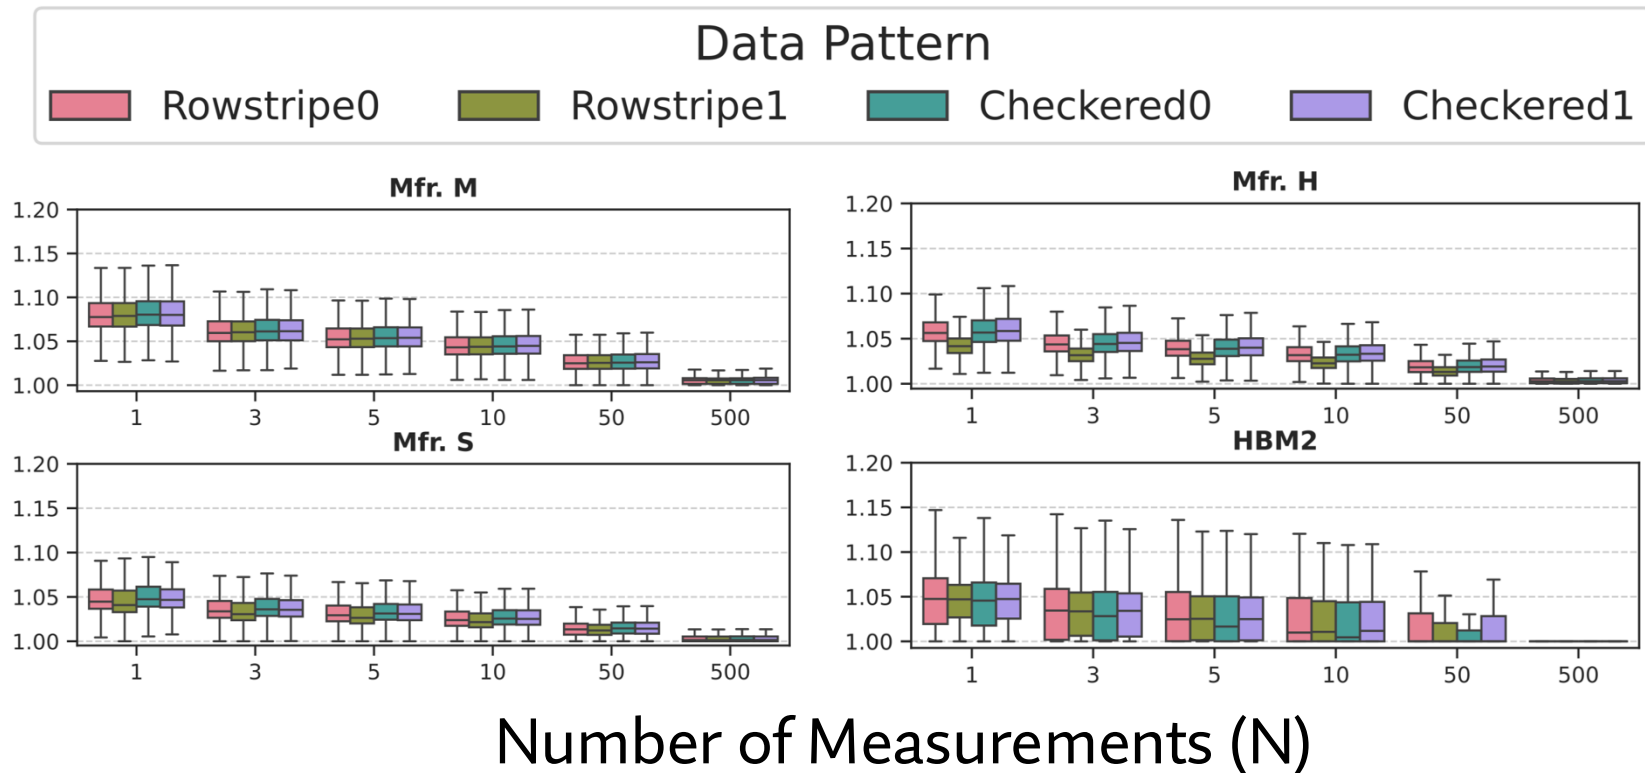 Data Pattern
Rowstripe0 Rowstripe1 Checkered0 Checkered1
Mfr. M
1.20
1.15
1.10
1.05
1.00
1 3 5 10 50 500
Mfr. H
1.20
1.15
1.10
1.05
1.00
1 3 5 10 50 500
Mfr. S
1.20
1.15
1.10
1.05
1.00
1 3 5 10 50 500
HBM2
1.20
1.15
1.10
1.05
1.00
1 3 5 10 50 500
Number of Measurements (N)